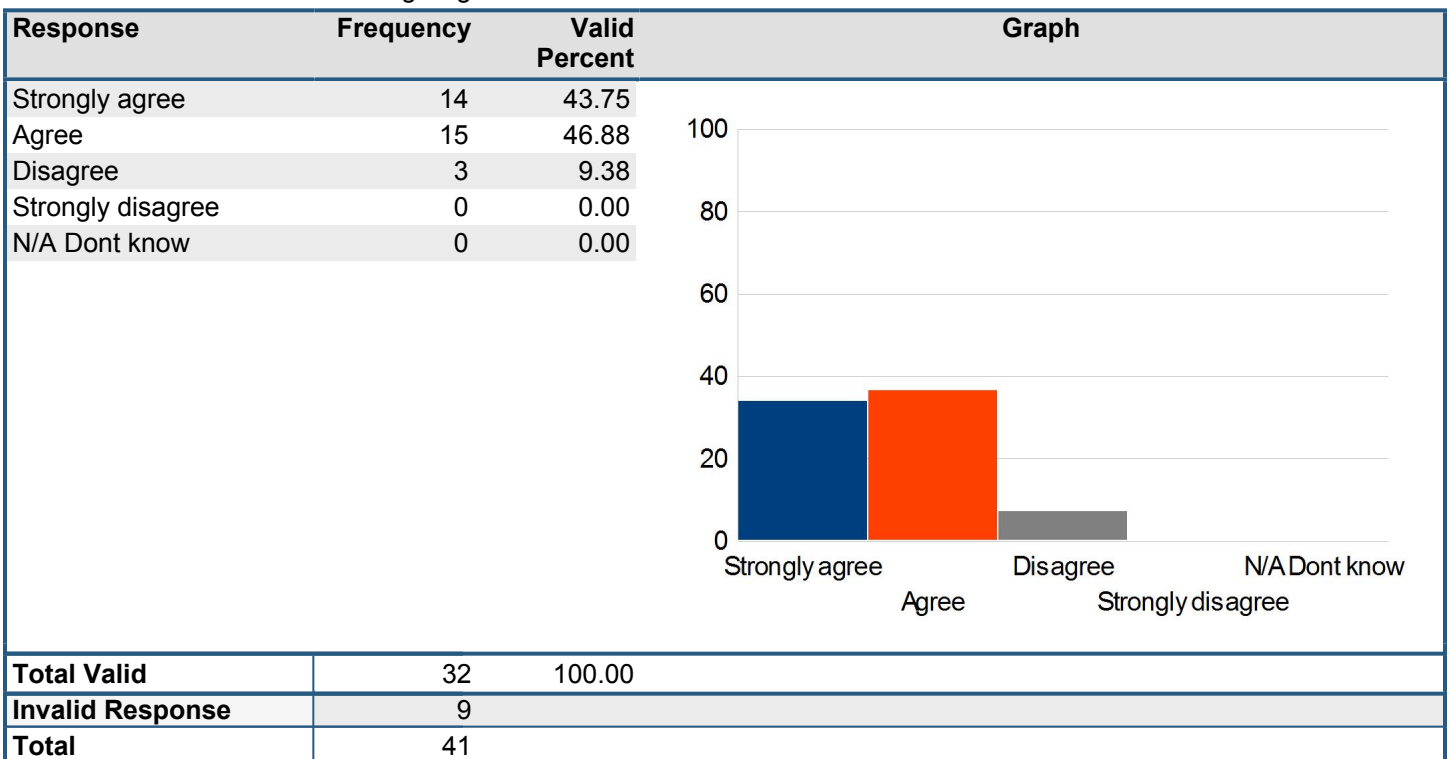 Response Frequency Valid Percent Graph
Strongly agree 14 43.75
Agree 15 46.88
Disagree 3 9.38
Strongly disagree 0 0.00
N/A Dont know 0 0.00
100
80
60
40
20
0
Strongly agree Disagree N/A Dont know
Agree Strongly disagree
Total Valid 32 100.00
Invalid Response 9
Total 41